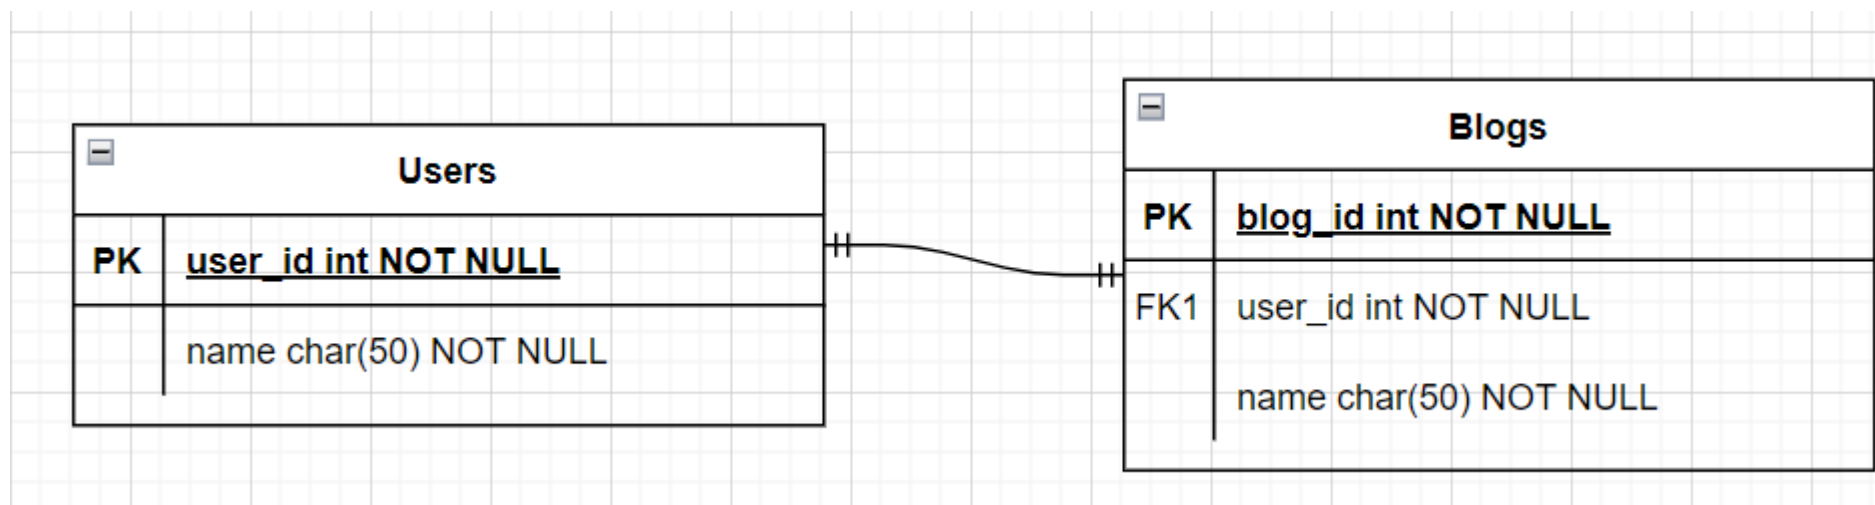 Users
PK user_id int NOT NULL
name char(50) NOT NULL
Blogs
PK blog_id int NOT NULL
FK1 user_id int NOT NULL
name char(50) NOT NULL